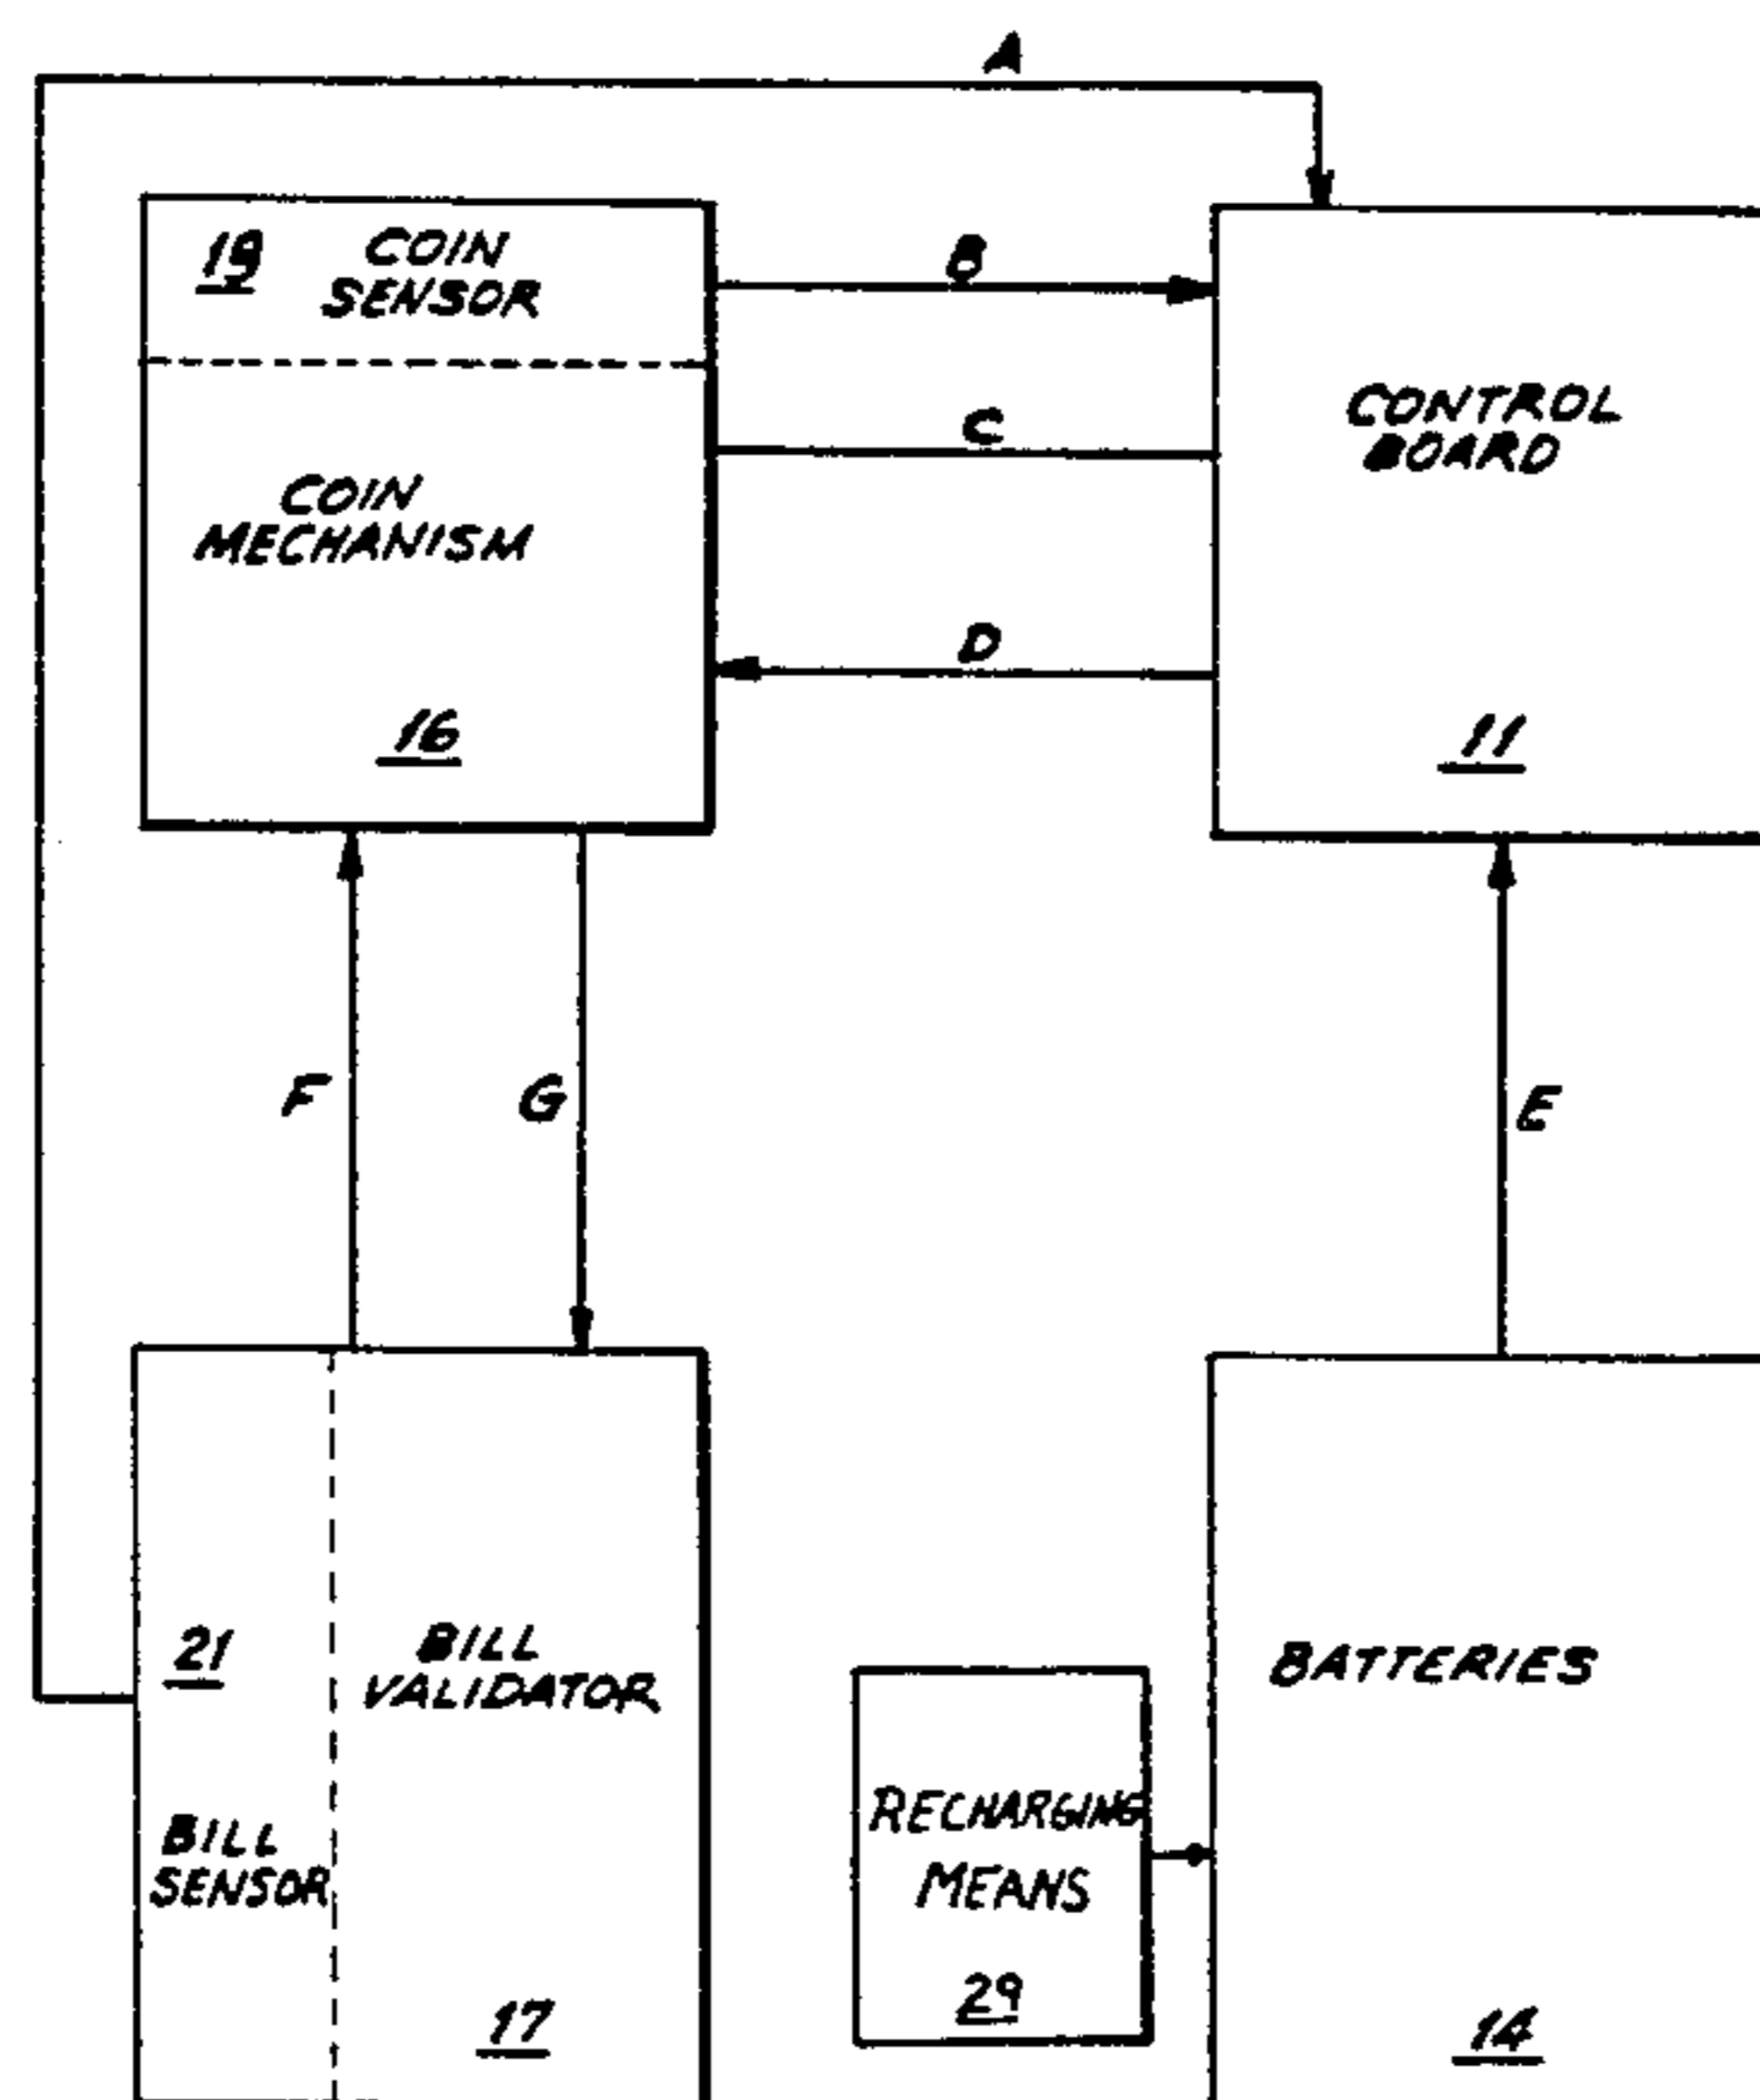 A
19
COIN
SENSOR
B
C
CONTROL
BOARD
COIN
MECHANISM
D
16
11
F
G
E
21
BILL
VALIDATOR
BATTERIES
RECHARGING
MEANS
BILL
SENSOR
29
17
14